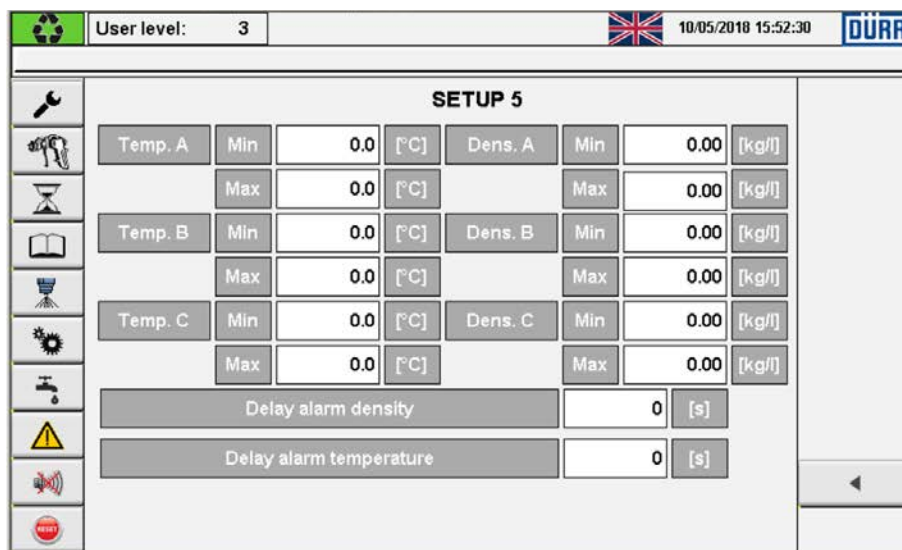 User level: 3 10/05/2018 15:52:30 DÜRR
SETUP 5
Temp. A Min 0.0 [°C] Dens. A Min 0.00 [kg/l]
Max 0.0 [°C] Max 0.00 [kg/l]
Temp. B Min 0.0 [°C] Dens. B Min 0.00 [kg/l]
Max 0.0 [°C] Max 0.00 [kg/l]
Temp. C Min 0.0 [°C] Dens. C Min 0.00 [kg/l]
Max 0.0 [°C] Max 0.00 [kg/l]
Delay alarm density 0 [s]
Delay alarm temperature 0 [s]
RESET